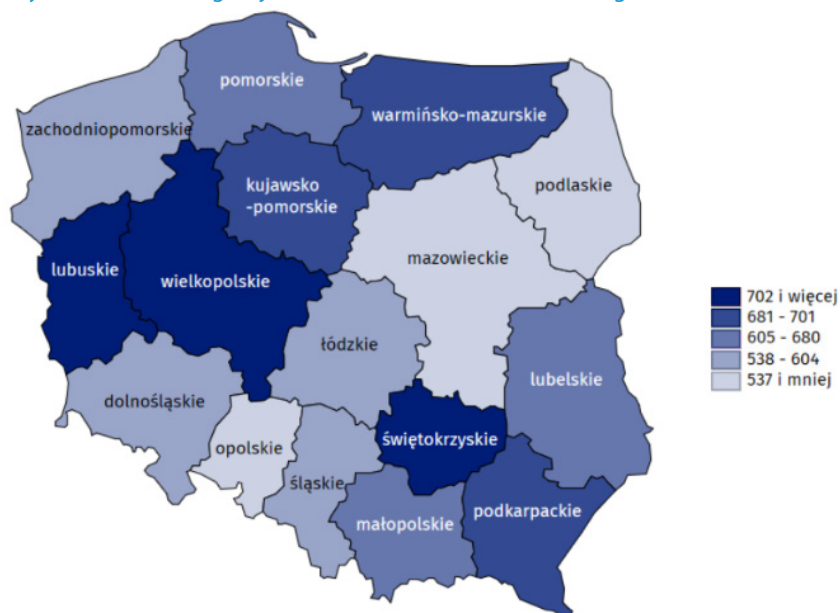 pomorskie
warmińsko-mazurskie
zachodniopomorskie
podlaskie
kujawsko
-pomorskie
mazowieckie
lubuskie
wielkopolskie
702 i więcej
681 - 701
605 - 680
538 - 604
537 i mniej
łódzkie
lubelskie
dolnośląskie
świętokrzyskie
opolskie
śląskie
podkarpackie
małopolskie